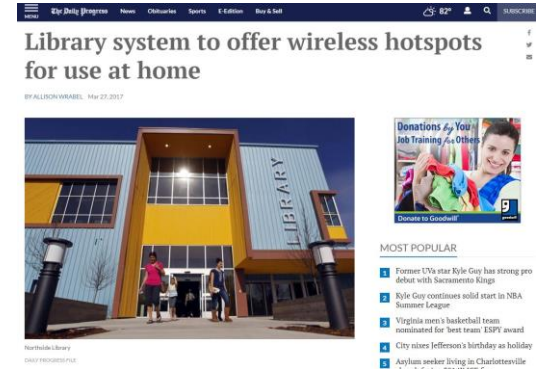 MENU
The Daily Progress
News
Obituaries
Sports
E-Edition
Buy & Sell
82°
SUBSCRIBE
Library system to offer wireless hotspots
for use at home
BY ALLISON WRABEL Mar 27, 2017
LIBRARY
Northside Library
DAILY PROGRESS FILE
Donations by You
Job Training for Others
Donate to Goodwill
goodwill
MOST POPULAR
1 Former UVa star Kyle Guy has strong pro
debut with Sacramento Kings
2 Kyle Guy continues solid start in NBA
Summer League
3 Virginia men's basketball team
nominated for 'best team' ESPY award
4 City nixes Jefferson's birthday as holiday
5 Asylum seeker living in Charlottesville